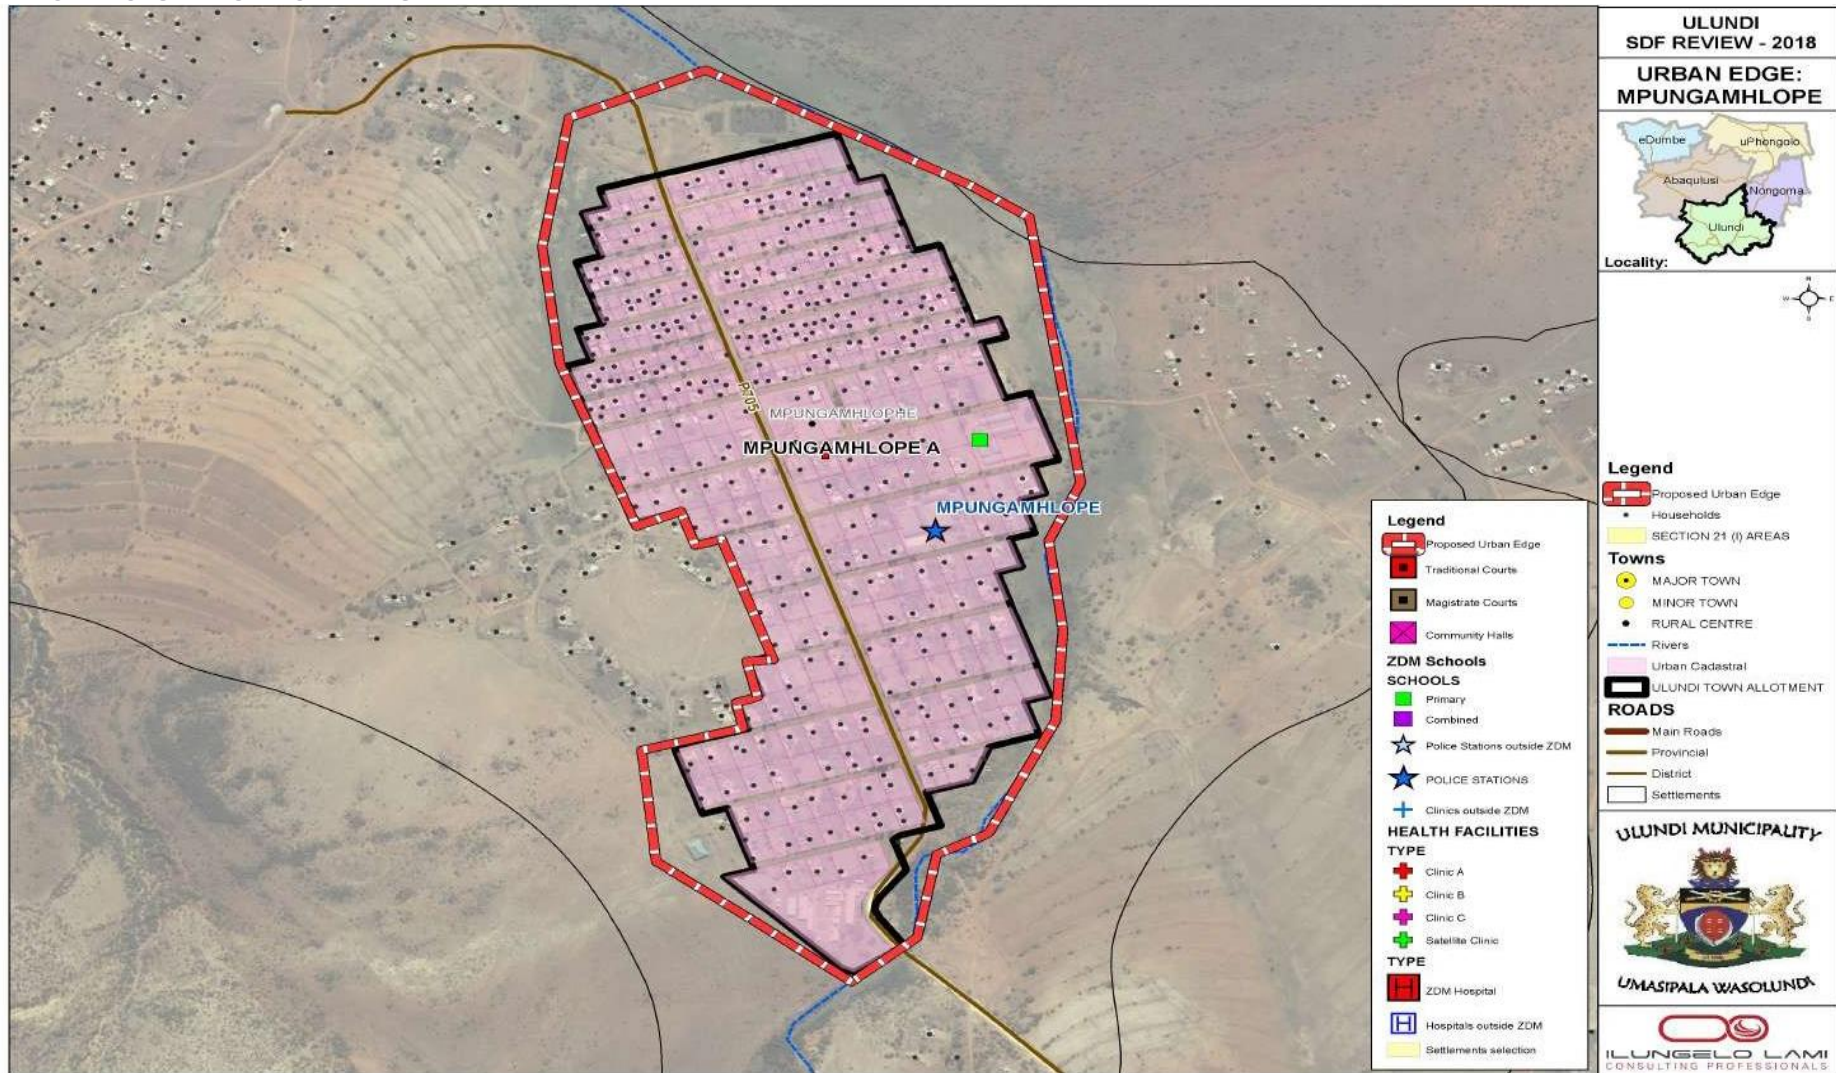 ULUNDI
SDF REVIEW - 2018
URBAN EDGE:
MPUNGAMHLOPE
eDumbe
uPhongolo
Abaqulusi
Nongoma
Ulundi
Locality:
N
W
E
S
P705
MPUNGAMHLOPHE
MPUNGAMHLOPE A
MPUNGAMHLOPE
Legend
Proposed Urban Edge
Traditional Courts
Magistrate Courts
Community Halls
ZDM Schools
SCHOOLS
Primary
Combined
Police Stations outside ZDM
POLICE STATIONS
Clinics outside ZDM
HEALTH FACILITIES
TYPE
Clinic A
Clinic B
Clinic C
Satellite Clinic
TYPE
H ZDM Hospital
H Hospitals outside ZDM
Settlements selection
Legend
Proposed Urban Edge
Households
SECTION 21 (I) AREAS
Towns
MAJOR TOWN
MINOR TOWN
RURAL CENTRE
Rivers
Urban Cadastral
ULUNDI TOWN ALLOTMENT
ROADS
Main Roads
Provincial
District
Settlements
ULUNDI MUNICIPALITY
UMASIPALA WASOLUNDI
ILUNGELO LAMI
CONSULTING PROFESSIONALS